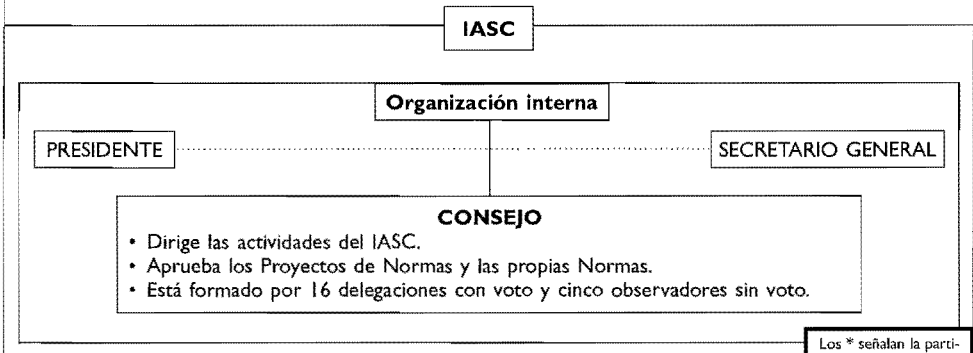 IASC
Organización interna
PRESIDENTE
SECRETARIO GENERAL
CONSEJO
• Dirige las actividades del IASC.
• Aprueba los Proyectos de Normas y las propias Normas.
• Está formado por 16 delegaciones con voto y cinco observadores sin voto.
Los * señalan la parti-